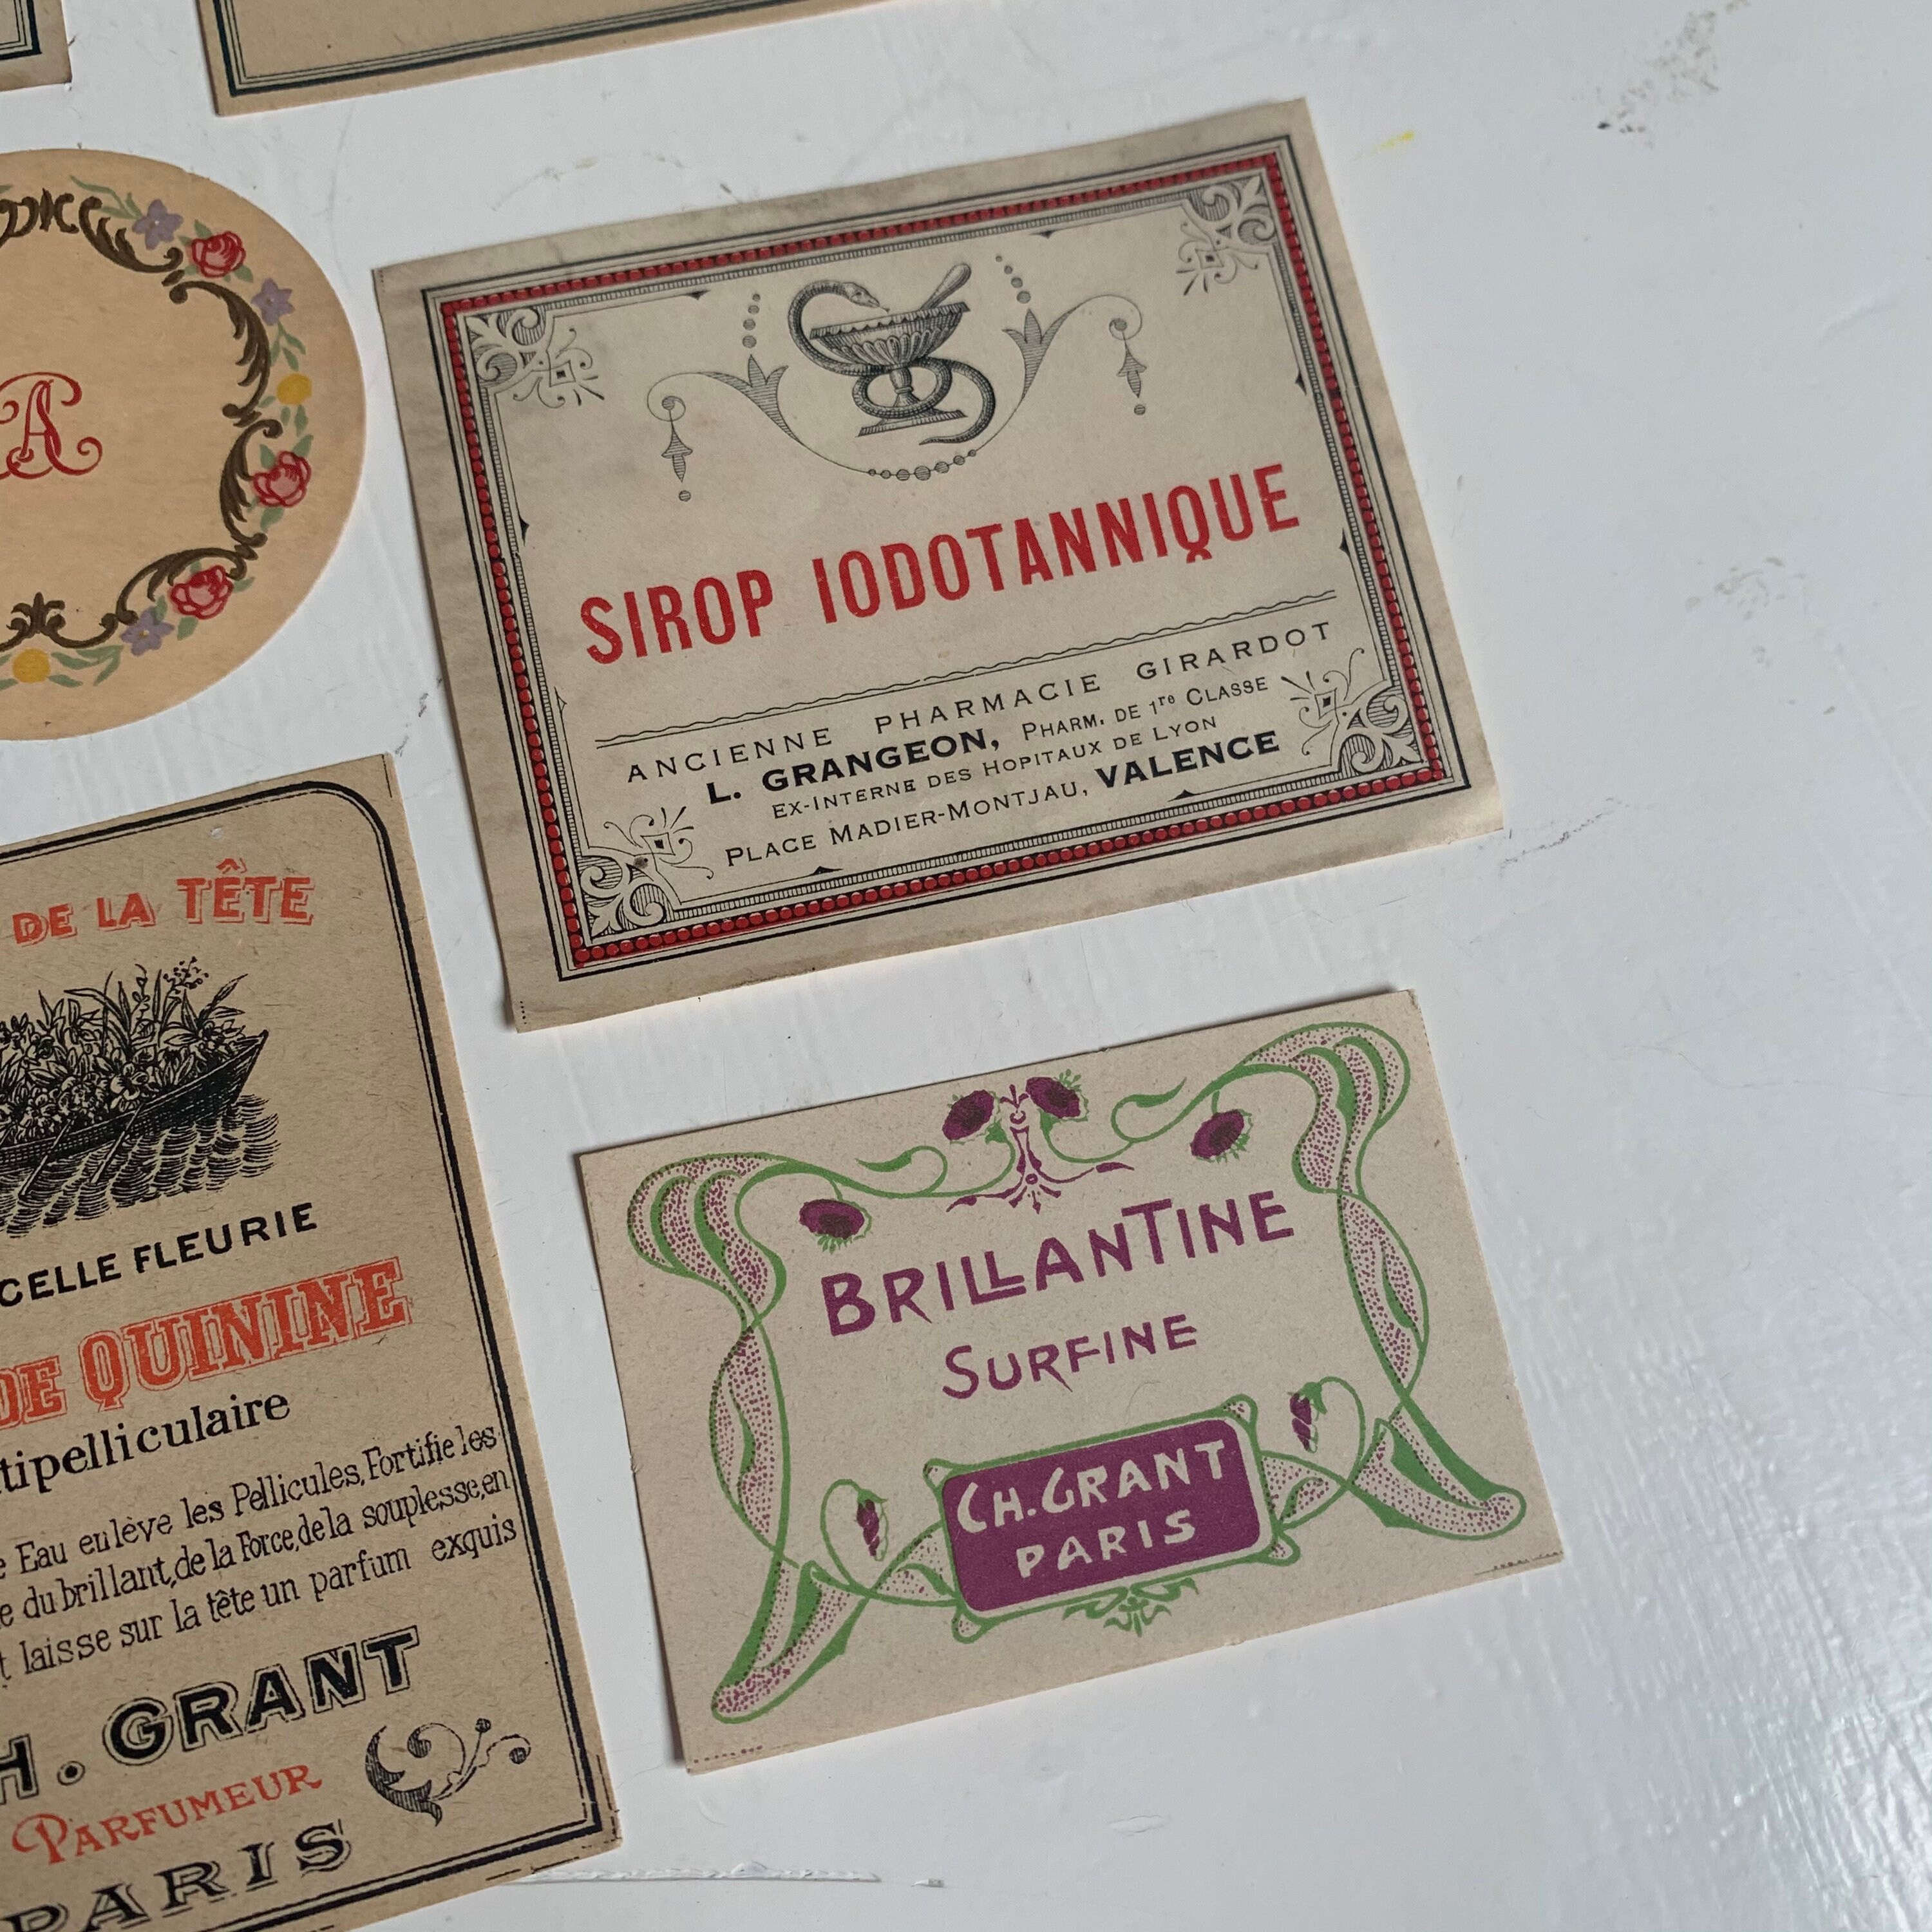 A
SIROP IODOTANNIQUE
ANCIENNE PHARMACIE GIRARDOT
L. GRANGEON, PHARM. DE 1re CLASSE
EX-INTERNE DES HOPITAUX DE LYON
PLACE MADIER-MONTJAU, VALENCE
DE LA TÊTE
CELLE FLEURIE
DE QUININE
tipelliculaire
e Eau enlève les Pellicules, Fortifie les
e du brillant, de la Force, de la souplesse, en
t laisse sur la tête un parfum exquis
H. GRANT
PARFUMEUR
PARIS
BRILLANTINE
SURFINE
CH. GRANT
PARIS